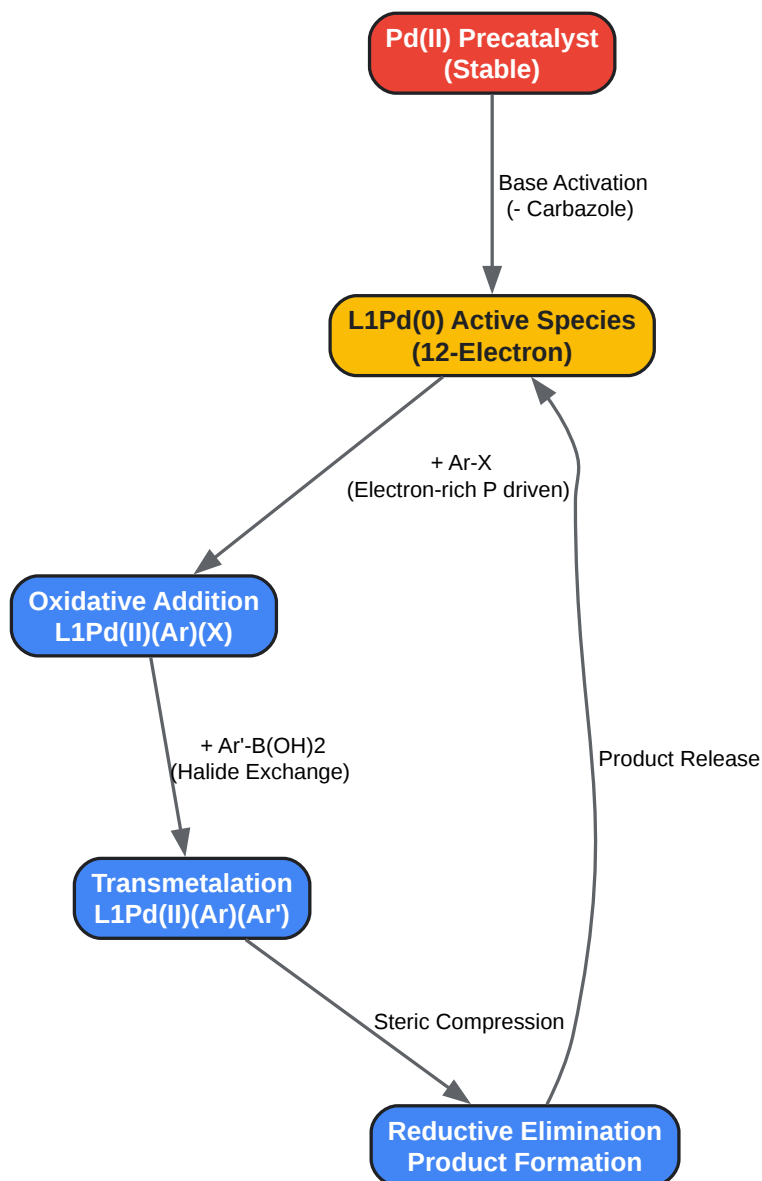 Pd(II) Precatalyst
(Stable)
Base Activation
(- Carbazole)
L1Pd(0) Active Species
(12-Electron)
+ Ar-X
(Electron-rich P driven)
Oxidative Addition
L1Pd(II)(Ar)(X)
+ Ar'-B(OH)2
(Halide Exchange)
Product Release
Transmetalation
L1Pd(II)(Ar)(Ar')
Steric Compression
Reductive Elimination
Product Formation